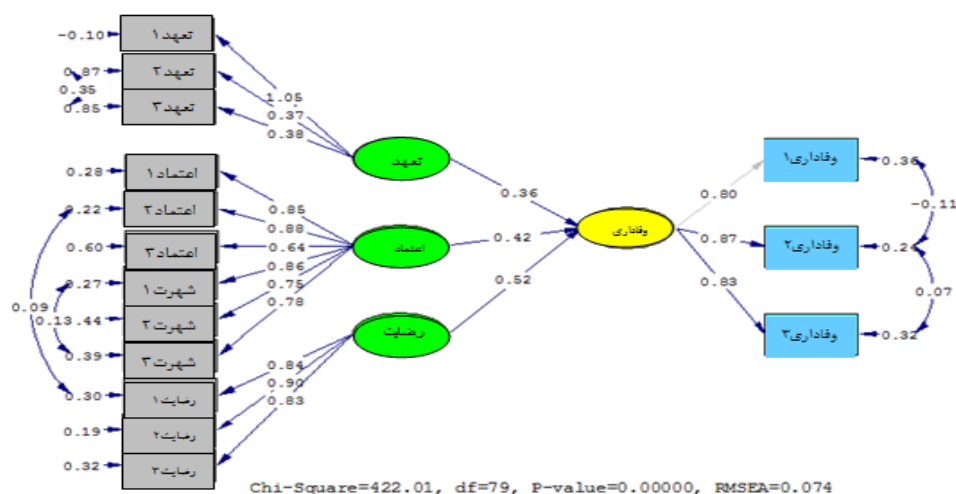 -0.10 تعهد۱
0.87 تعهد۲
0.35
0.85 تعهد۳
1.05
0.37
0.38
تعهد
0.36
0.28 اعتماد۱
0.22 اعتماد۲
0.60 اعتماد۳
0.27 شهرت۱
0.44 شهرت۲
0.39 شهرت۳
0.09
0.13
0.85
0.88
0.64
0.86
0.75
0.78
اعتماد
0.42
0.30 رضایت۱
0.19 رضایت۲
0.32 رضایت۳
0.84
0.90
0.83
رضایت
0.52
وفاداری
0.80
0.87
0.83
وفاداری۱ 0.36
-0.11
وفاداری2 0.24
0.07
وفاداری۳ 0.32
Chi-Square=422.01, df=79, P-value=0.00000, RMSEA=0.074